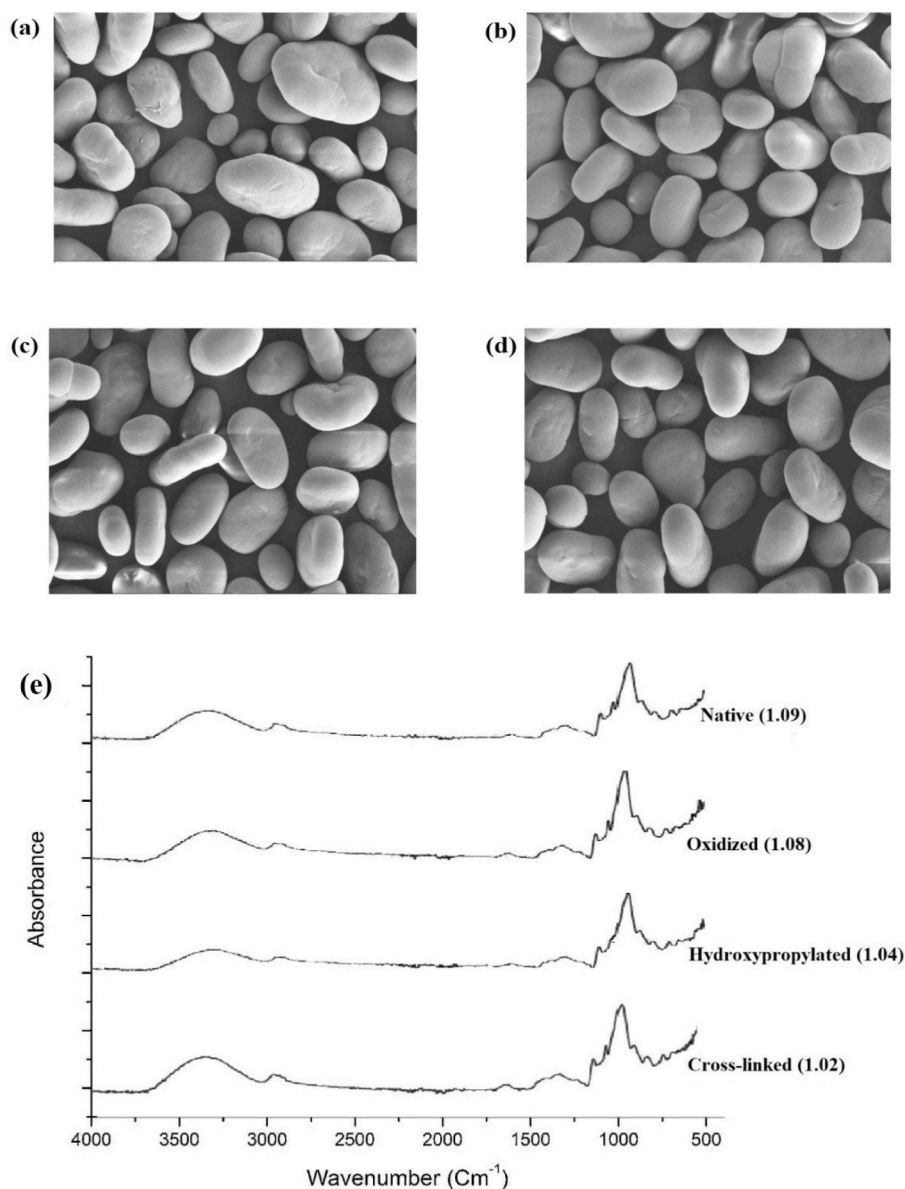 (a)
(b)
(c)
(d)
(e)
Native (1.09)
Oxidized (1.08)
Hydroxypropylated (1.04)
Cross-linked (1.02)
Absorbance
4000 3500 3000 2500 2000 1500 1000 500
Wavenumber (Cm⁻¹)